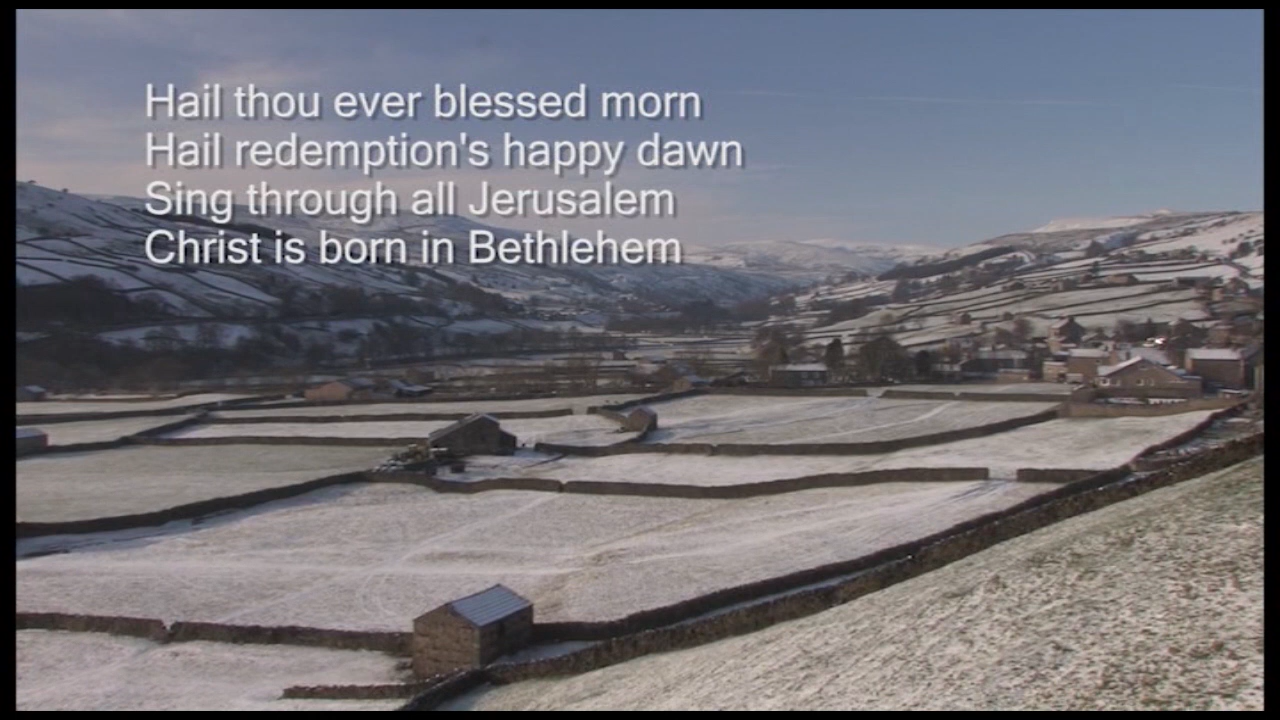 Hail thou ever blessed morn
Hail redemption's happy dawn
Sing through all Jerusalem
Christ is born in Bethlehem